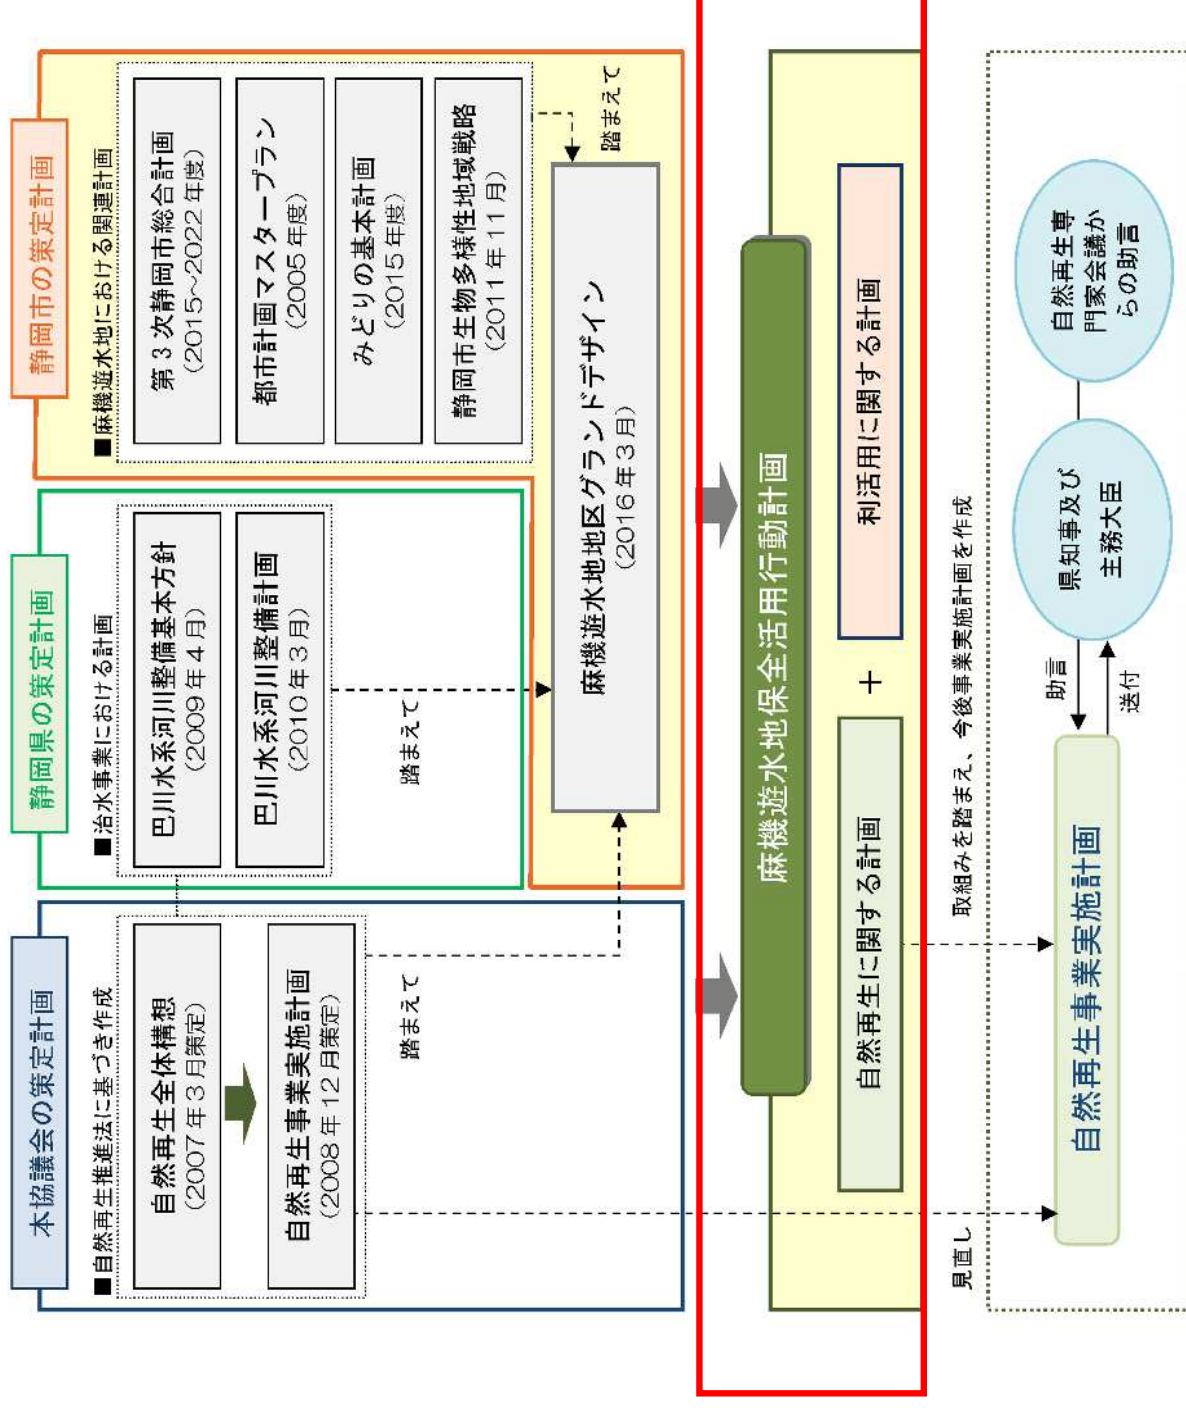 本協議会の策定計画
■自然再生推進法に基づき作成
自然再生全体構想
（2007年3月策定）
自然再生事業実施計画
（2008年12月策定）
踏まえて
静岡県の策定計画
■治水事業における計画
巴川水系河川整備基本方針
（2009年4月）
巴川水系河川整備計画
（2010年3月）
踏まえて
静岡市の策定計画
■麻機遊水地における関連計画
第3次静岡市総合計画
（2015～2022年度）
都市計画マスタープラン
（2005年度）
みどりの基本計画
（2015年度）
静岡市生物多様性地域戦略
（2011年11月）
踏まえて
麻機遊水地地区グランドデザイン
（2016年3月）
麻機遊水地保全活用行動計画
自然再生に関する計画
＋
利活用に関する計画
見直し
取組みを踏まえ、今後事業実施計画を作成
自然再生事業実施計画
助言
送付
県知事及び
主務大臣
自然再生専
門家会議か
らの助言